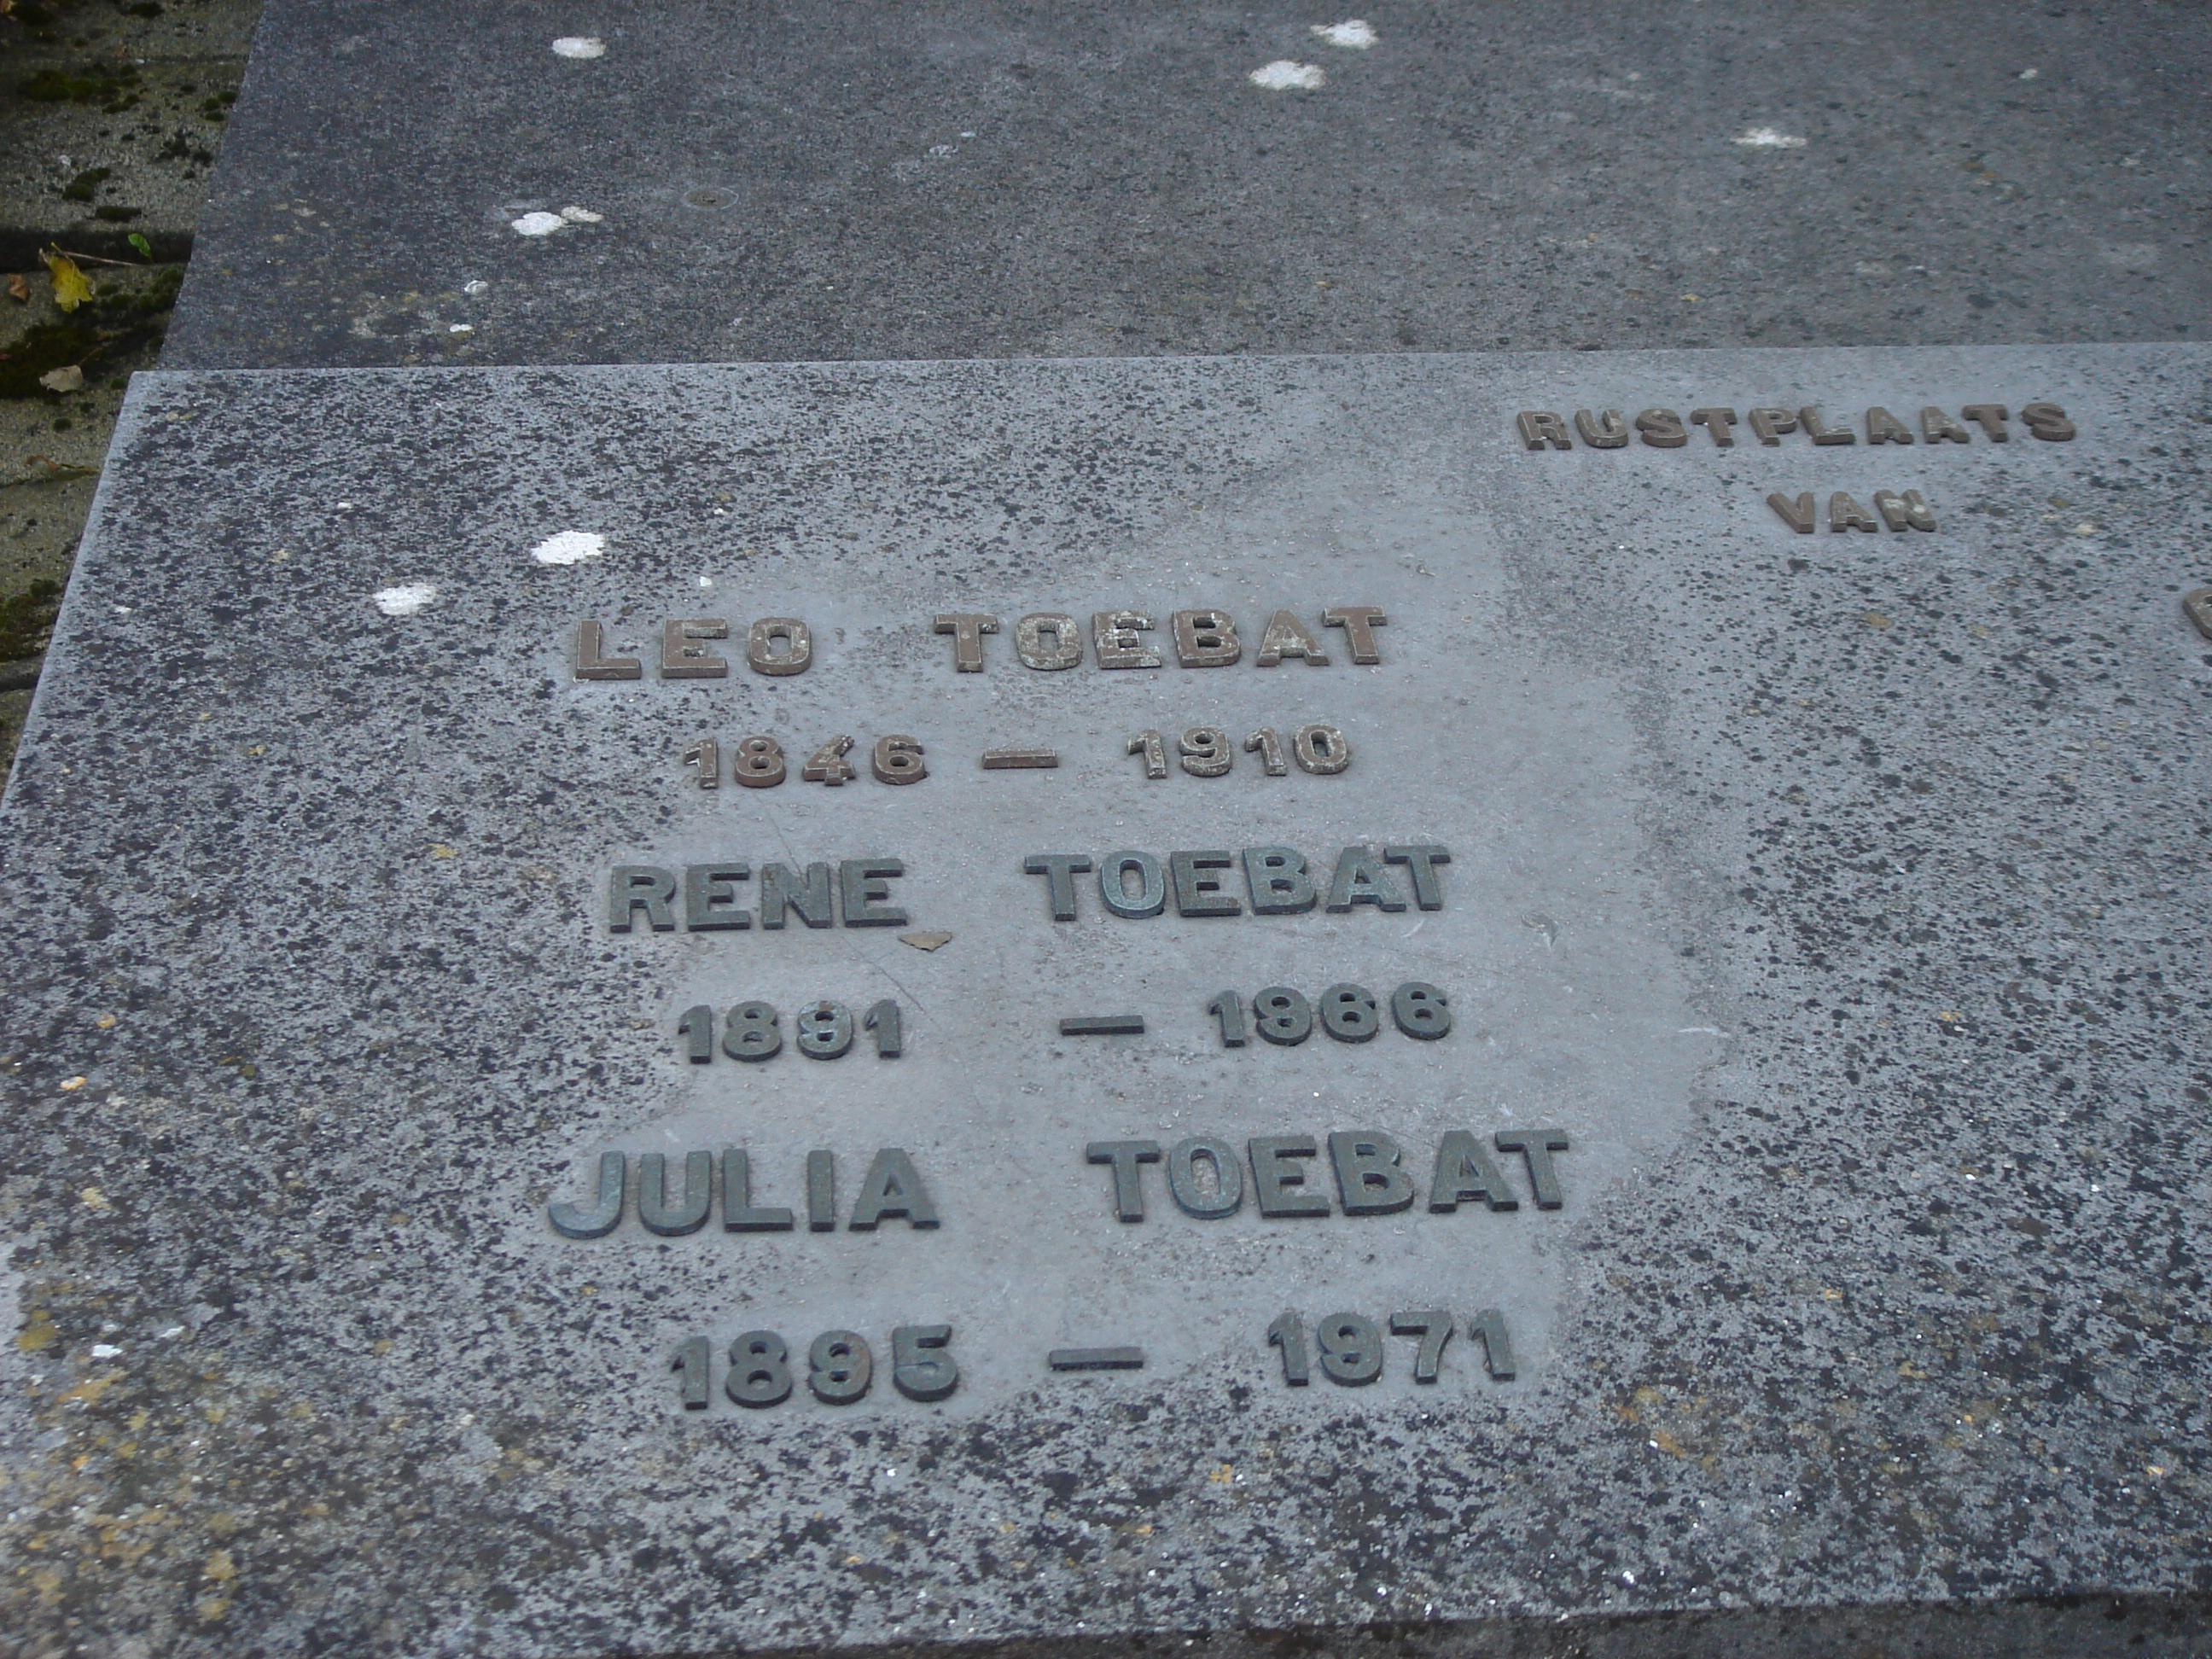 RUSTPLAATS
VAN
LEO TOEBAT
1846 — 1910
RENE TOEBAT
1891 — 1966
JULIA TOEBAT
1895 — 1971